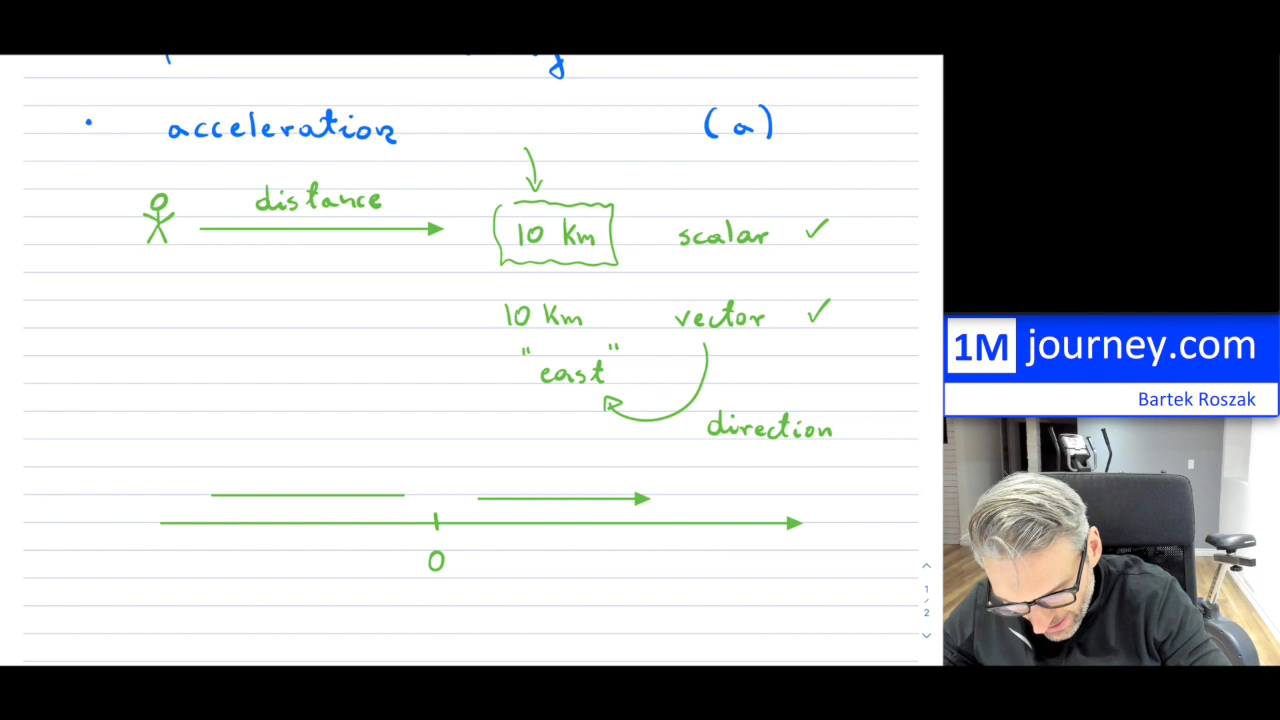 • acceleration (a)
distance
10 Km scalar ✓
10 Km vector ✓
"east"
direction
0
1M journey.com
Bartek Roszak
1
/
2